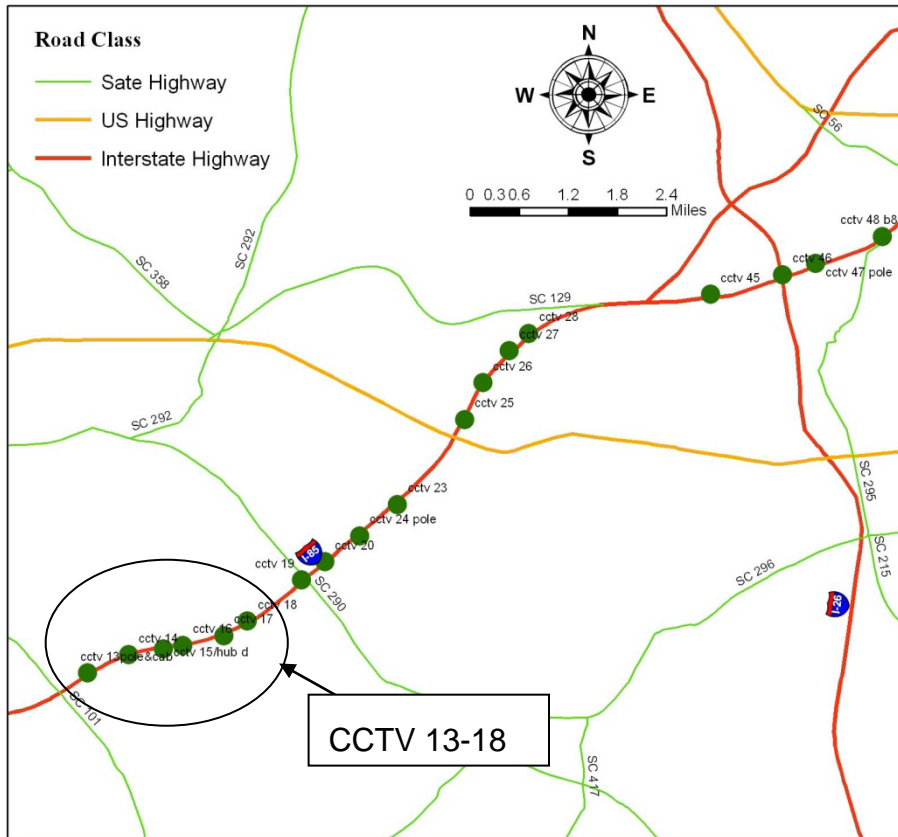 Road Class
Sate Highway
US Highway
Interstate Highway
N
W
E
S
0 0.3 0.6 1.2 1.8 2.4
Miles
SC 56
SC 292
SC 358
cctv 48 b8
cctv 46
cctv 47 pole
cctv 45
SC 129
cctv 28
cctv 27
cctv 26
cctv 25
SC 292
cctv 23
cctv 24 pole
SC 295
I-85
cctv 20
SC 215
cctv 19
SC 296
SC 290
I-26
cctv 18
cctv 17
cctv 16
cctv 14
cctv 15/hub d
cctv 13pole&cab
SC 101
CCTV 13-18
SC 417